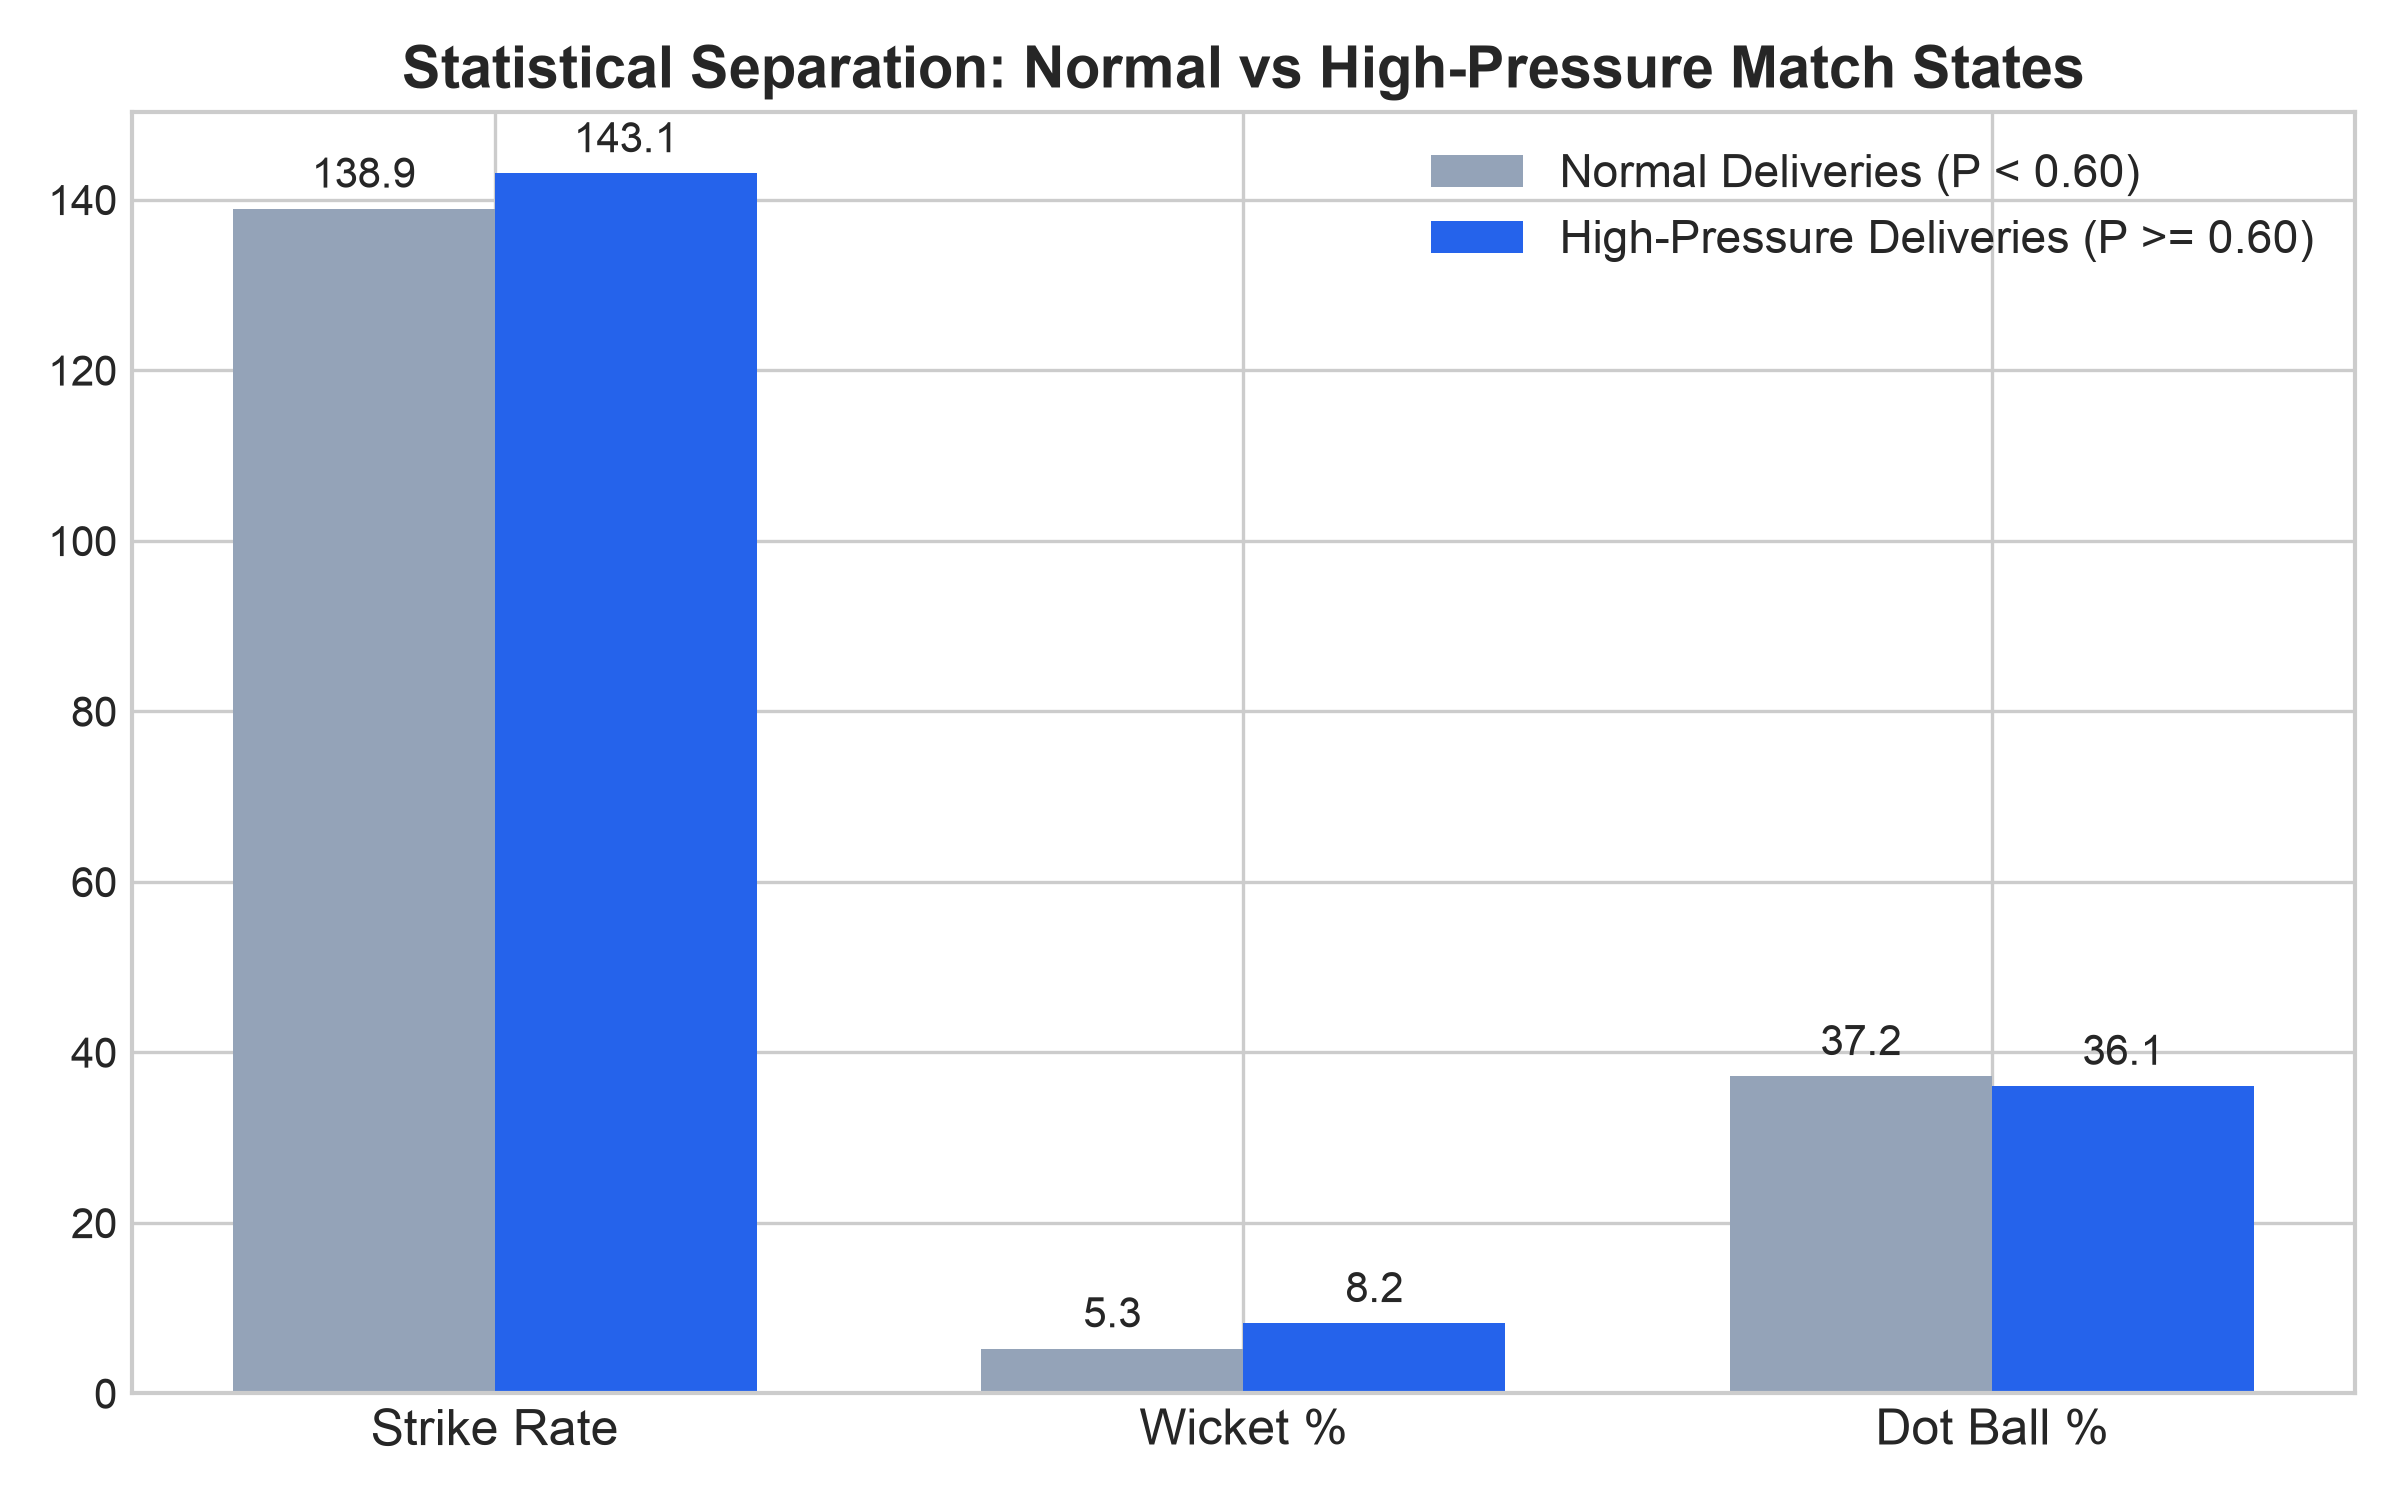 Statistical Separation: Normal vs High-Pressure Match States
Normal Deliveries (P < 0.60)
High-Pressure Deliveries (P >= 0.60)
138.9
143.1
5.3
8.2
37.2
36.1
140
120
100
80
60
40
20
0
Strike Rate
Wicket %
Dot Ball %